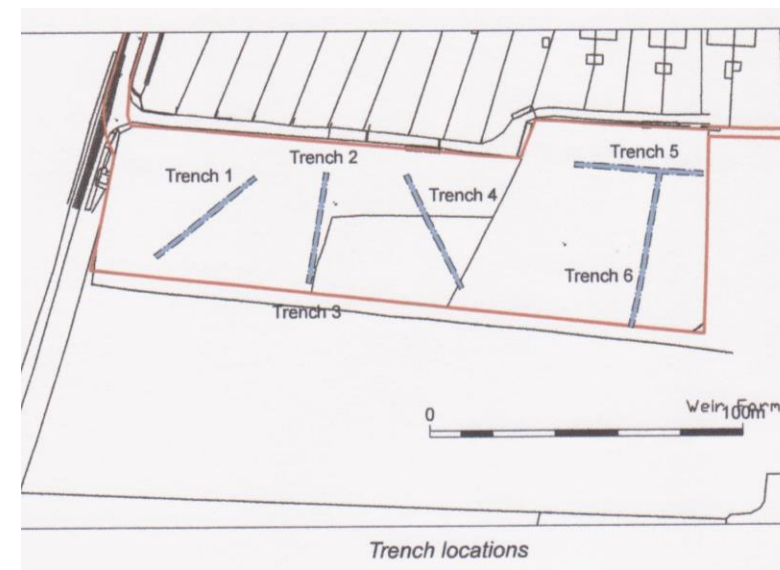 Trench 1
Trench 2
Trench 4
Trench 5
Trench 6
Trench 3
0
100m
Weir Farm
Trench locations